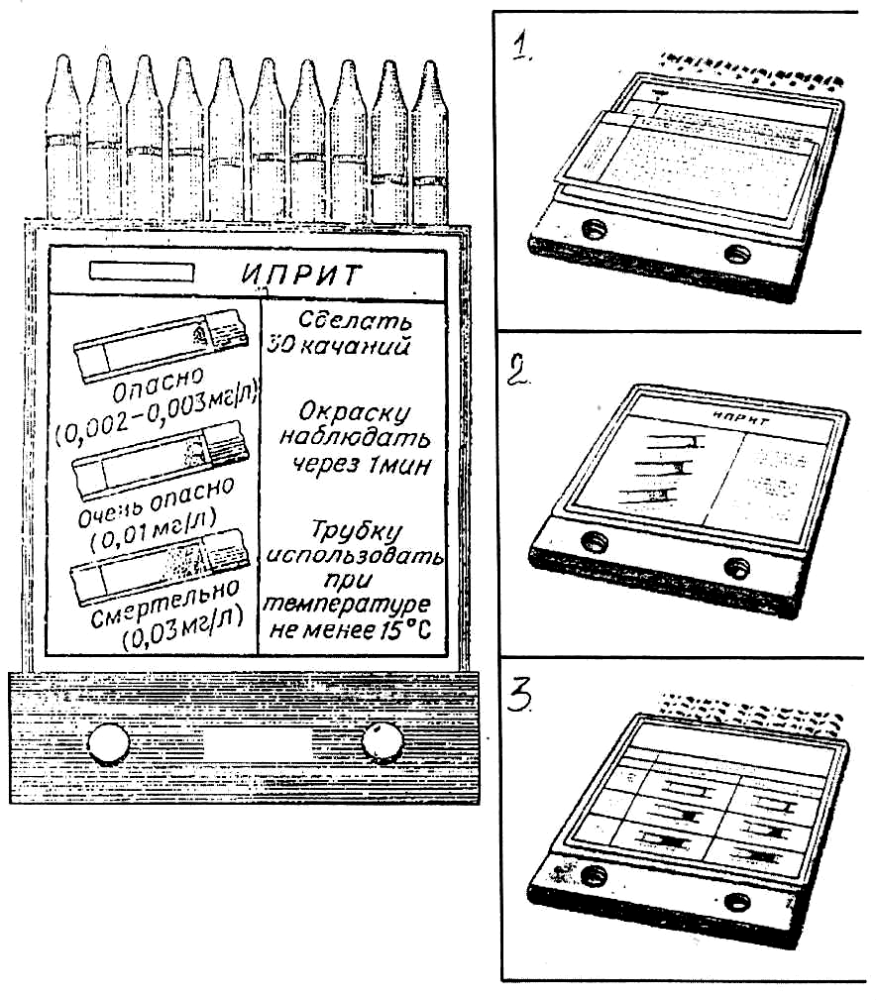 ИПРИТ
Сделать
30 качаний
Опасно
(0,002-0,003мг/л)
Окраску
наблюдать
через 1мин
Очень опасно
(0,01мг/л)
Трубку
использовать
при
температуре
не менее 15°С
Смертельно
(0,03мг/л)
1.
2.
ИПРИТ
3.